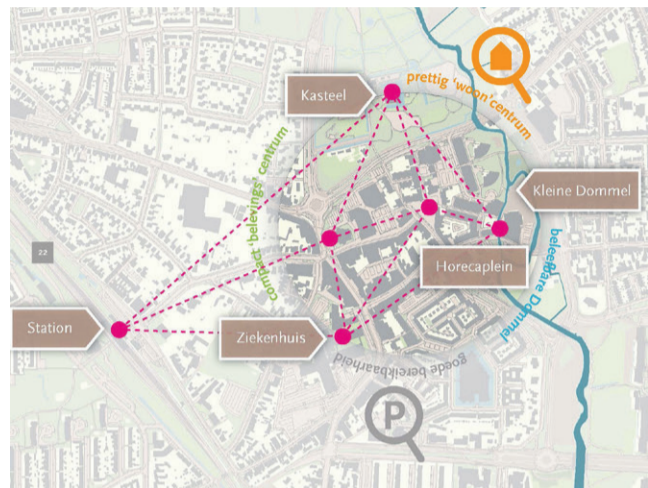 prettig 'woon'centrum
Kasteel
compact belevings' centrum
Kleine Dommel
beleefbare Dommel
22
Horecaplein
Station
Ziekenhuis
goede bereikbaarheid
P